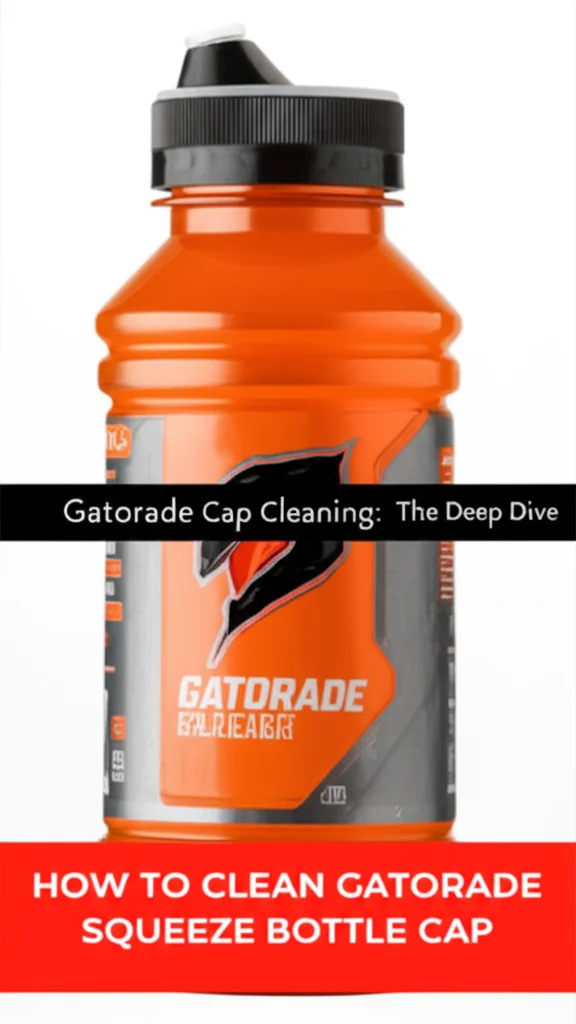 Gatorade Cap Cleaning: The Deep Dive
GATORADE
HOW TO CLEAN GATORADE
SQUEEZE BOTTLE CAP